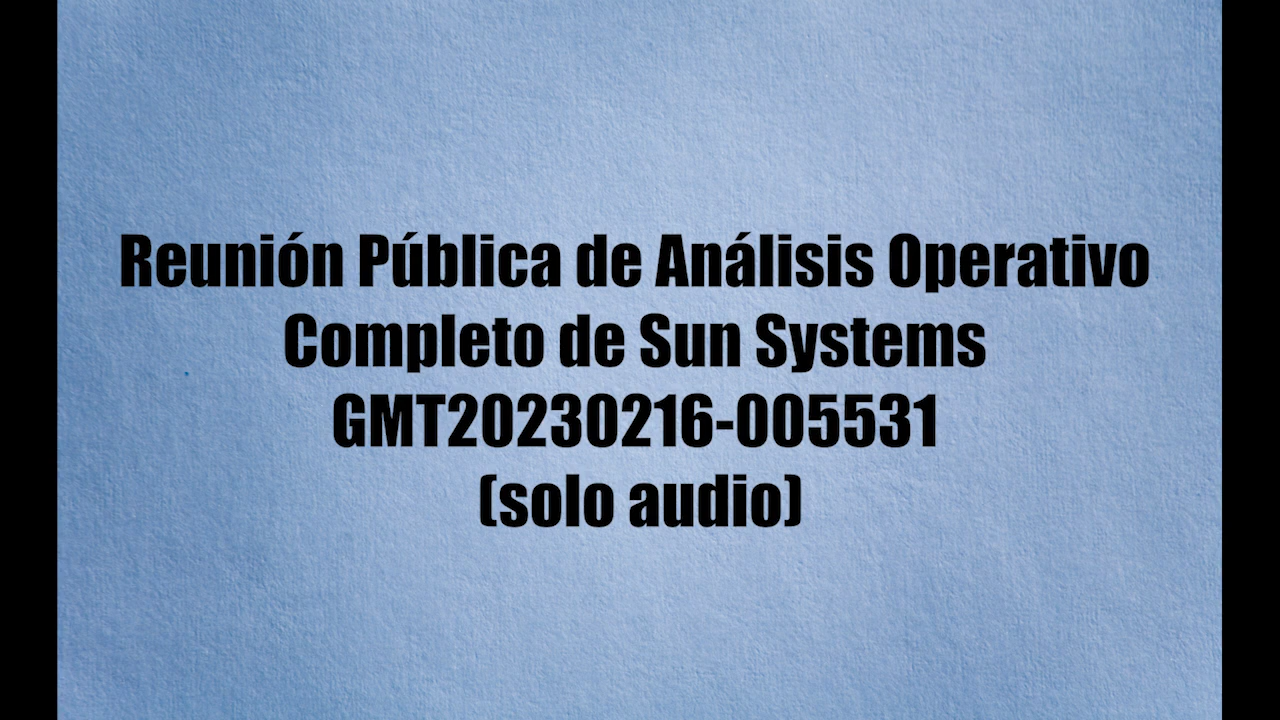 Reunión Pública de Análisis Operativo
Completo de Sun Systems
GMT20230216-005531
(solo audio)